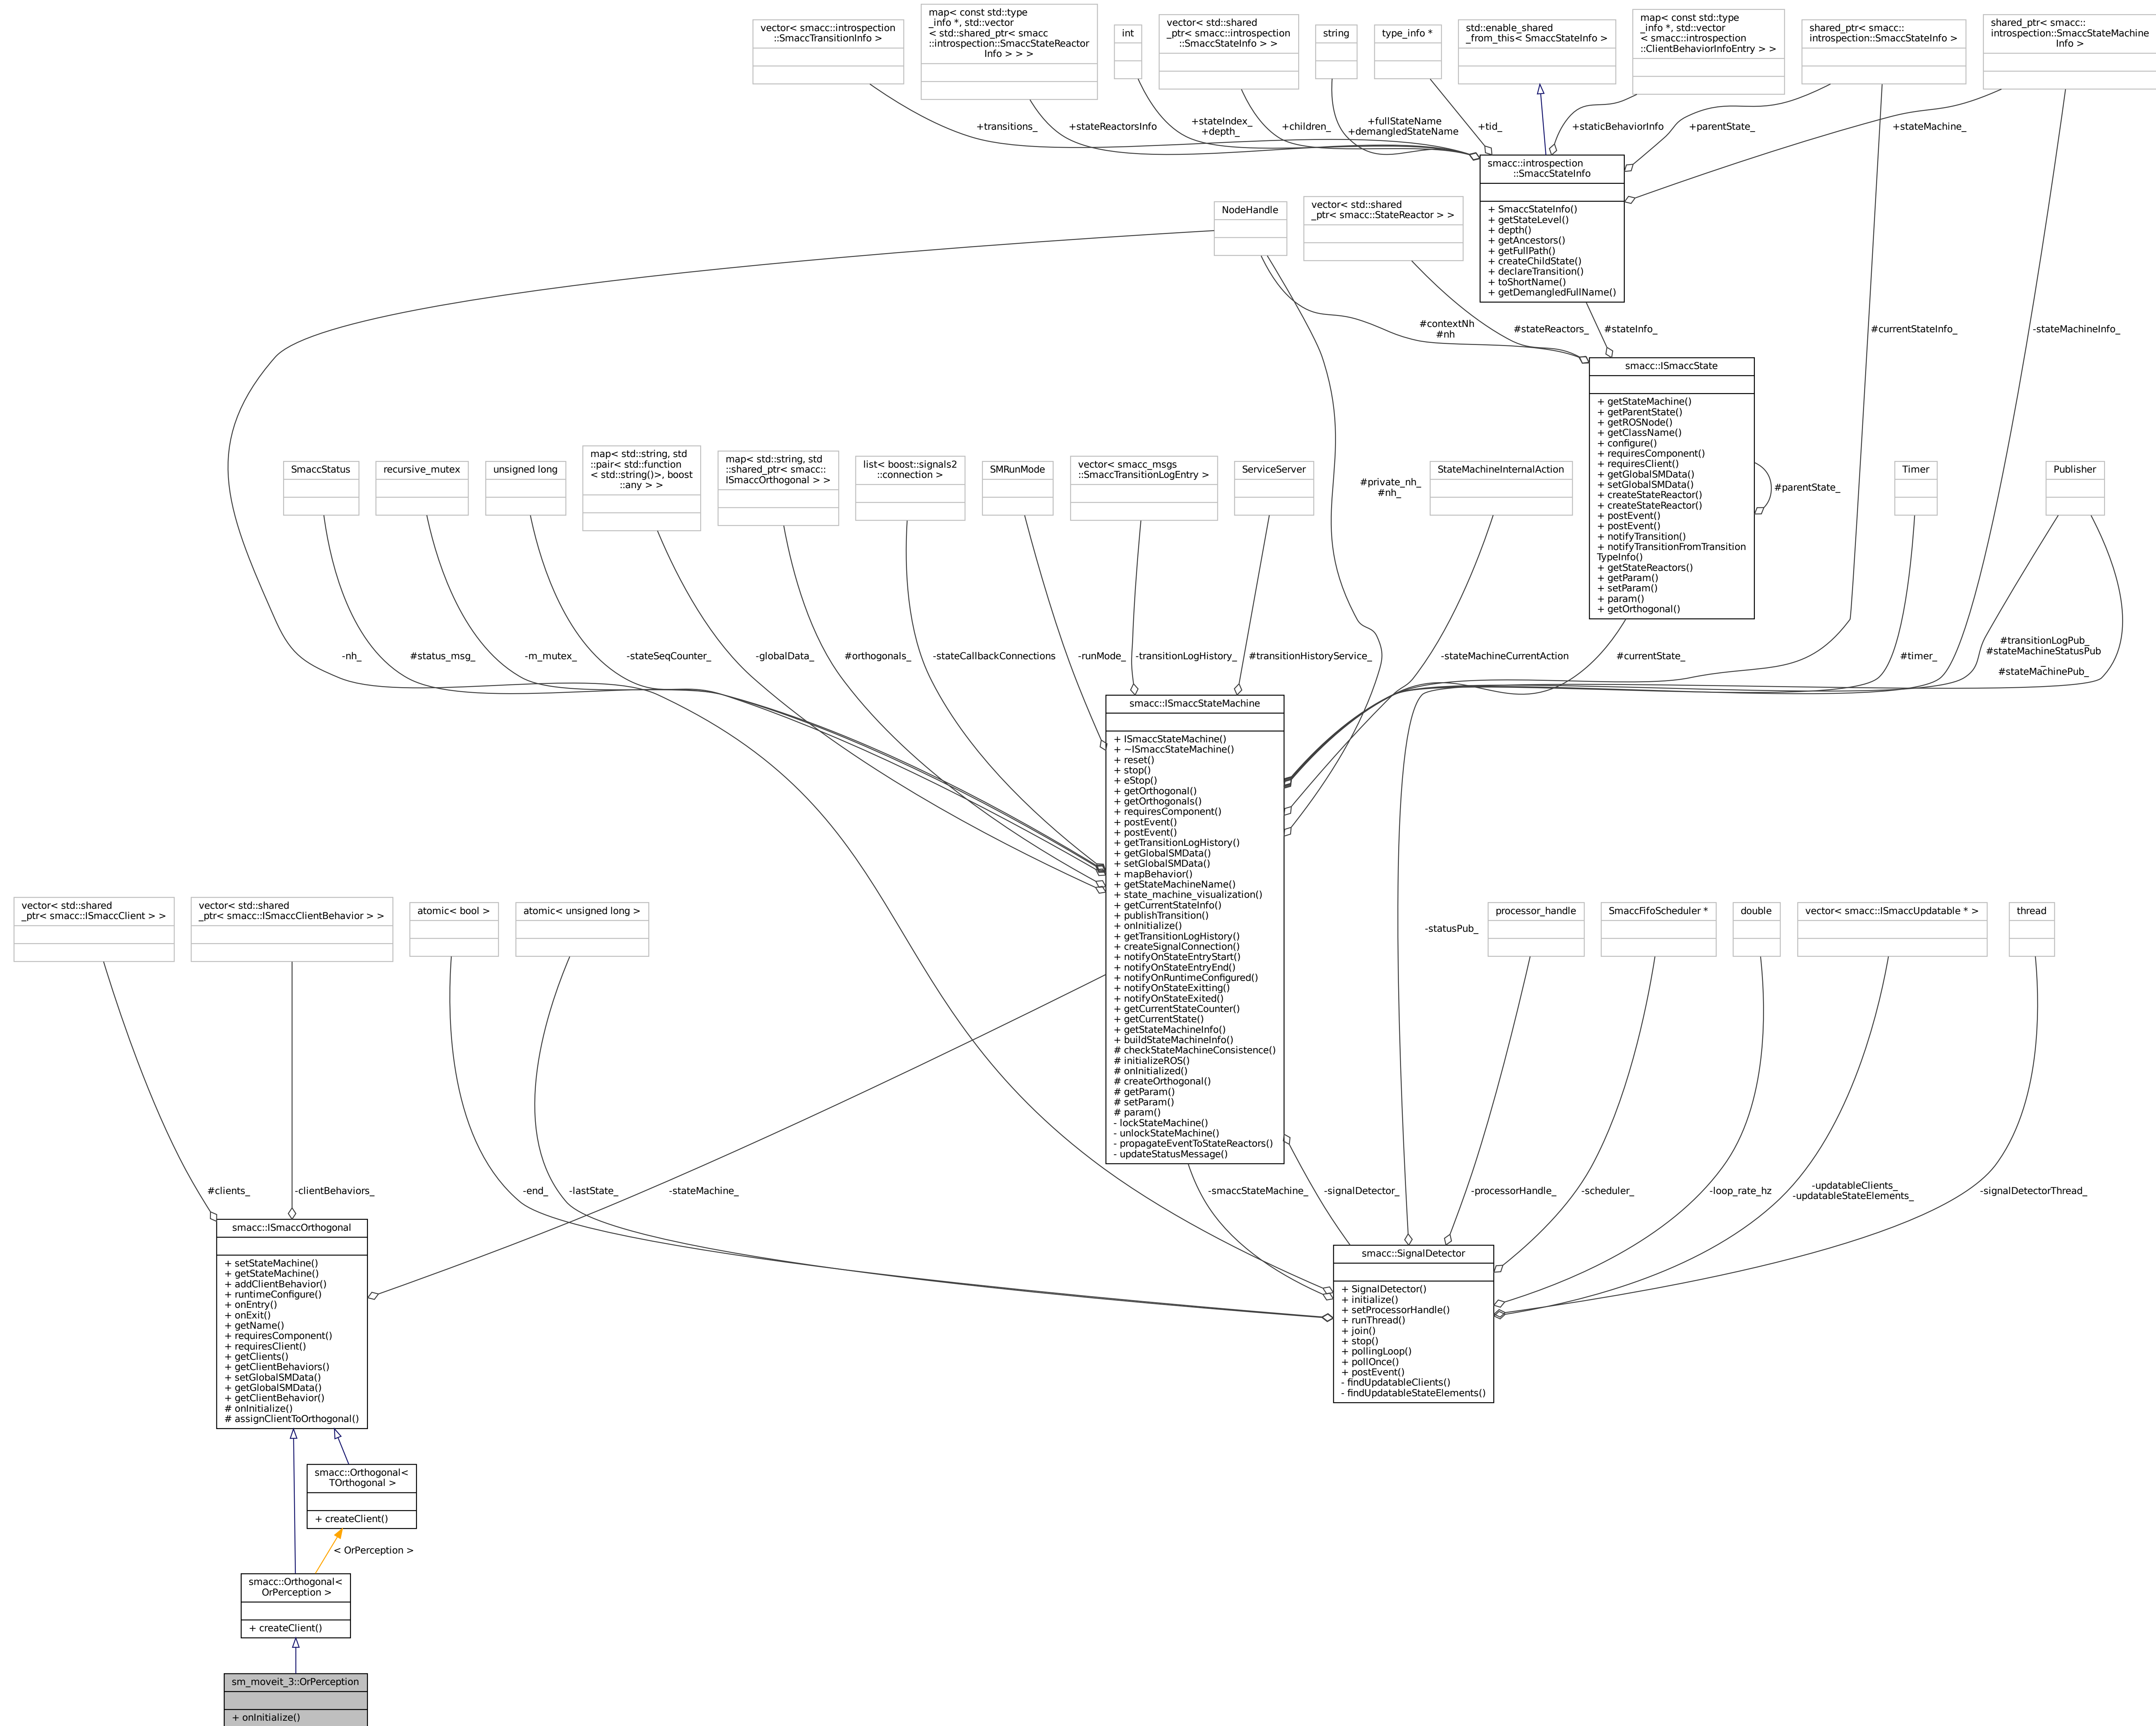 vector< smacc::introspection
::SmaccTransitionInfo >
map< const std::type
_info *, std::vector
< std::shared_ptr< smacc
::introspection::SmaccStateReactor
Info > > >
int
vector< std::shared
_ptr< smacc::introspection
::SmaccStateInfo > >
string
type_info *
std::enable_shared
_from_this< SmaccStateInfo >
map< const std::type
_info *, std::vector
< smacc::introspection
::ClientBehaviorInfoEntry > >
shared_ptr< smacc::
introspection::SmaccStateInfo >
shared_ptr< smacc::
introspection::SmaccStateMachine
Info >
+transitions_
+stateReactorsInfo
+stateIndex_
+depth_
+children_
+fullStateName
+demangledStateName
+tid_
+staticBehaviorInfo
+parentState_
+stateMachine_
smacc::introspection
::SmaccStateInfo
+ SmaccStateInfo()
+ getStateLevel()
+ depth()
+ getAncestors()
+ getFullPath()
+ createChildState()
+ declareTransition()
+ toShortName()
+ getDemangledFullName()
NodeHandle
vector< std::shared
_ptr< smacc::StateReactor > >
#contextNh
#nh
#stateReactors_
#stateInfo_
#currentStateInfo_
-stateMachineInfo_
smacc::ISmaccState
+ getStateMachine()
+ getParentState()
+ getROSNode()
+ getClassName()
+ configure()
+ requiresComponent()
+ requiresClient()
+ getGlobalSMData()
+ setGlobalSMData()
+ createStateReactor()
+ createStateReactor()
+ postEvent()
+ postEvent()
+ notifyTransition()
+ notifyTransitionFromTransition
TypeInfo()
+ getStateReactors()
+ getParam()
+ setParam()
+ param()
+ getOrthogonal()
#parentState_
SmaccStatus
recursive_mutex
unsigned long
map< std::string, std
::pair< std::function
< std::string()>, boost
::any > >
map< std::string, std
::shared_ptr< smacc::
ISmaccOrthogonal > >
list< boost::signals2
::connection >
SMRunMode
vector< smacc_msgs
::SmaccTransitionLogEntry >
ServiceServer
#private_nh_
#nh_
StateMachineInternalAction
Timer
Publisher
-nh_
#status_msg_
-m_mutex_
-stateSeqCounter_
-globalData_
#orthogonals_
-stateCallbackConnections
-runMode_
-transitionLogHistory_
#transitionHistoryService_
-stateMachineCurrentAction
#currentState_
#timer_
#transitionLogPub_
#stateMachineStatusPub
_
#stateMachinePub_
smacc::ISmaccStateMachine
+ ISmaccStateMachine()
+ ~ISmaccStateMachine()
+ reset()
+ stop()
+ eStop()
+ getOrthogonal()
+ getOrthogonals()
+ requiresComponent()
+ postEvent()
+ postEvent()
+ getTransitionLogHistory()
+ getGlobalSMData()
+ setGlobalSMData()
+ mapBehavior()
+ getStateMachineName()
+ state_machine_visualization()
+ getCurrentStateInfo()
+ publishTransition()
+ onInitialize()
+ getTransitionLogHistory()
+ createSignalConnection()
+ notifyOnStateEntryStart()
+ notifyOnStateEntryEnd()
+ notifyOnRuntimeConfigured()
+ notifyOnStateExitting()
+ notifyOnStateExited()
+ getCurrentStateCounter()
+ getCurrentState()
+ getStateMachineInfo()
+ buildStateMachineInfo()
# checkStateMachineConsistence()
# initializeROS()
# onInitialized()
# createOrthogonal()
# getParam()
# setParam()
# param()
- lockStateMachine()
- unlockStateMachine()
- propagateEventToStateReactors()
- updateStatusMessage()
vector< std::shared
_ptr< smacc::ISmaccClient > >
vector< std::shared
_ptr< smacc::ISmaccClientBehavior > >
atomic< bool >
atomic< unsigned long >
-statusPub_
processor_handle
SmaccFifoScheduler *
double
vector< smacc::ISmaccUpdatable * >
thread
#clients_
-clientBehaviors_
-end_
-lastState_
-stateMachine_
-smaccStateMachine_
-signalDetector_
-processorHandle_
-scheduler_
-loop_rate_hz
-updatableClients_
-updatableStateElements_
-signalDetectorThread_
smacc::ISmaccOrthogonal
+ setStateMachine()
+ getStateMachine()
+ addClientBehavior()
+ runtimeConfigure()
+ onEntry()
+ onExit()
+ getName()
+ requiresComponent()
+ requiresClient()
+ getClients()
+ getClientBehaviors()
+ setGlobalSMData()
+ getGlobalSMData()
+ getClientBehavior()
# onInitialize()
# assignClientToOrthogonal()
smacc::SignalDetector
+ SignalDetector()
+ initialize()
+ setProcessorHandle()
+ runThread()
+ join()
+ stop()
+ pollingLoop()
+ pollOnce()
+ postEvent()
- findUpdatableClients()
- findUpdatableStateElements()
smacc::Orthogonal<
TOrthogonal >
+ createClient()
< OrPerception >
smacc::Orthogonal<
OrPerception >
+ createClient()
sm_moveit_3::OrPerception
+ onInitialize()